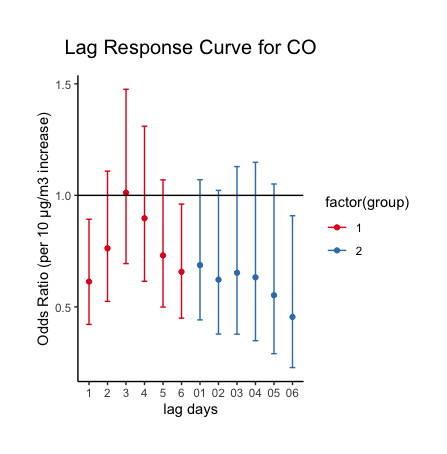 Lag Response Curve for CO
Odds Ratio (per 10 μg/m3 increase)
1.5
1.0
0.5
1 2 3 4 5 6 01 02 03 04 05 06
lag days
factor(group)
1
2